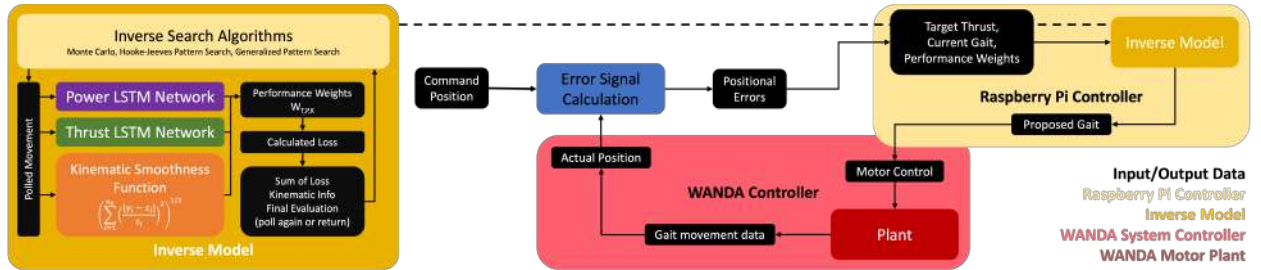 Inverse Search Algorithms
Monte Carlo, Hooke-Jeeves Pattern Search, Generalized Pattern Search
Polled Movement
Power LSTM Network
Thrust LSTM Network
Kinematic Smoothness
Function
Performance Weights
W_{T,P,K}
Calculated Loss
Sum of Loss
Kinematic Info
Final Evaluation
(poll again or return)
Inverse Model
Command
Position
Error Signal
Calculation
Positional
Errors
Target Thrust,
Current Gait,
Performance Weights
Inverse Model
Raspberry Pi Controller
Proposed Gait
Actual Position
WANDA Controller
Motor Control
Gait movement data
Plant
Input/Output Data
Raspberry Pi Controller
Inverse Model
WANDA System Controller
WANDA Motor Plant